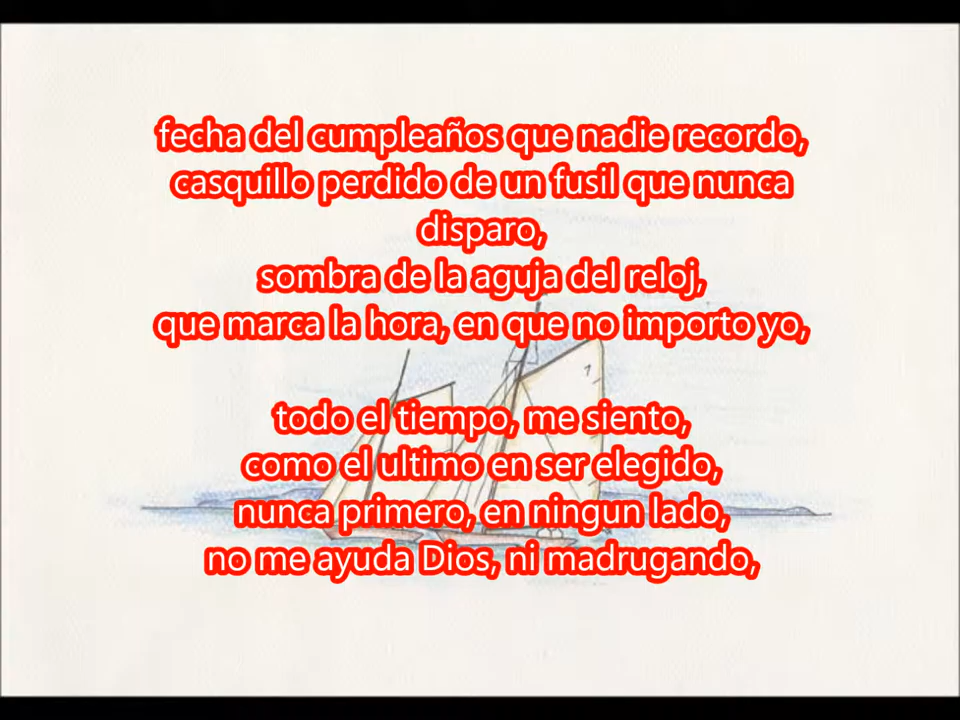 fecha del cumpleaños que nadie recordo,
casquillo perdido de un fusil que nunca
disparo,
sombra de la aguja del reloj,
que marca la hora, en que no importo yo,
todo el tiempo, me siento,
como el ultimo en ser elegido,
nunca primero, en ningun lado,
no me ayuda Dios, ni madrugando,